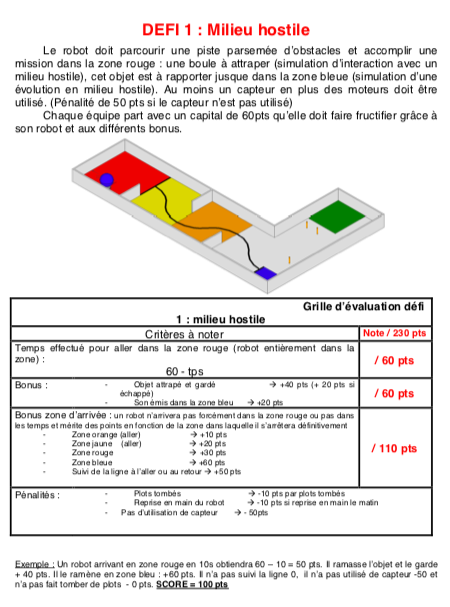 DEFI 1 : Milieu hostile
Le robot doit parcourir une piste parsemée d'obstacles et accomplir une
mission dans la zone rouge : une boule à attraper (simulation d'interaction avec un
milieu hostile), cet objet est à rapporter jusque dans la zone bleue (simulation d'une
évolution en milieu hostile). Au moins un capteur en plus des moteurs doit être
utilisé. (Pénalité de 50 pts si le capteur n'est pas utilisé)
Chaque équipe part avec un capital de 60pts qu'elle doit faire fructifier grâce à
son robot et aux différents bonus.
Grille d'évaluation défi
1 : milieu hostile
Critères à noter
Note / 230 pts
Temps effectué pour aller dans la zone rouge (robot entièrement dans la
zone) :
60 - tps
/ 60 pts
Bonus :
- Objet attrapé et gardé → +40 pts (+ 20 pts si
échappé)
- Son émis dans la zone bleu → +20 pts
/ 60 pts
Bonus zone d'arrivée : un robot n'arrivera pas forcément dans la zone rouge ou pas dans
les temps et mérite des points en fonction de la zone dans laquelle il s'arrêtera définitivement
- Zone orange (aller) → +10 pts
- Zone jaune (aller) → +20 pts
- Zone rouge → +30 pts
- Zone bleue → +60 pts
- Suivi de la ligne à l'aller ou au retour → +50 pts
/ 110 pts
Pénalités :
- Plots tombés → -10 pts par plots tombés
- Reprise en main du robot → -10 pts si reprise en main le matin
- Pas d'utilisation de capteur → - 50pts
Exemple : Un robot arrivant en zone rouge en 10s obtiendra 60 – 10 = 50 pts. Il ramasse l'objet et le garde
+ 40 pts. Il le ramène en zone bleu : +60 pts. Il n'a pas suivi la ligne 0, il n'a pas utilisé de capteur -50 et
n'a pas fait tomber de plots - 0 pts. SCORE = 100 pts